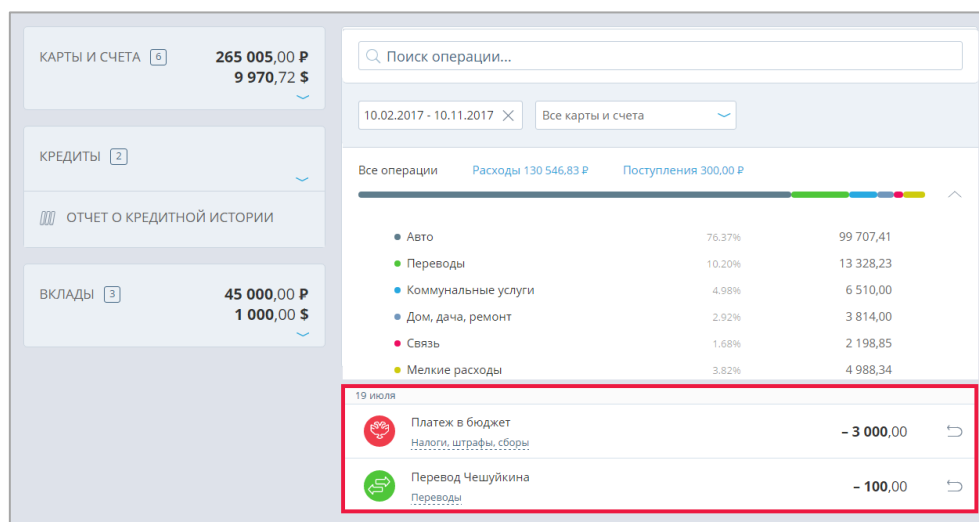 КАРТЫ И СЧЕТА 6 265 005,00 ₽
9 970,72 $
КРЕДИТЫ 2
ОТЧЕТ О КРЕДИТНОЙ ИСТОРИИ
ВКЛАДЫ 3 45 000,00 ₽
1 000,00 $
Поиск операции...
10.02.2017 - 10.11.2017 Все карты и счета
Все операции Расходы 130 546,83 ₽ Поступления 300,00 ₽
Авто 76.37% 99 707,41
Переводы 10.20% 13 328,23
Коммунальные услуги 4.98% 6 510,00
Дом, дача, ремонт 2.92% 3 814,00
Связь 1.68% 2 198,85
Мелкие расходы 3.82% 4 988,34
19 июля
Платеж в бюджет – 3 000,00
Налоги, штрафы, сборы
Перевод Чешуйкина – 100,00
Переводы